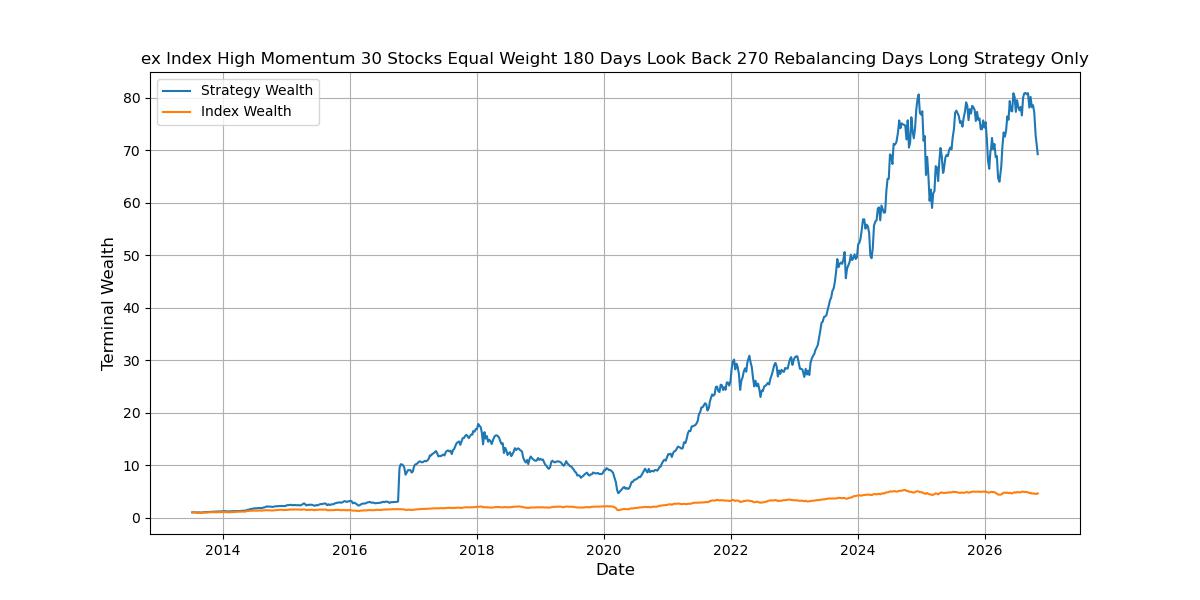 ex Index High Momentum 30 Stocks Equal Weight 180 Days Look Back 270 Rebalancing Days Long Strategy Only
Strategy Wealth
Index Wealth
80
70
60
50
40
30
20
10
0
Terminal Wealth
2014 2016 2018 2020 2022 2024 2026
Date